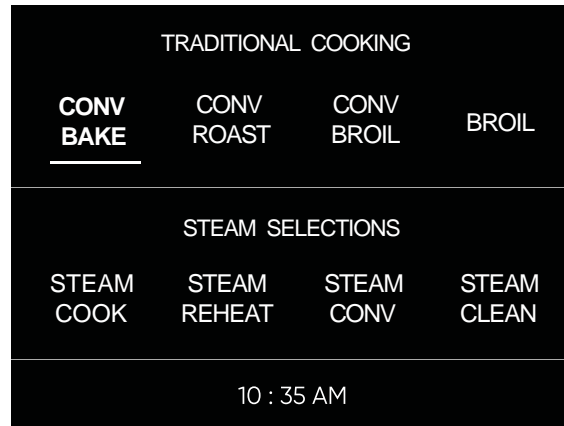 TRADITIONAL COOKING
CONV CONV CONV BROIL
BAKE ROAST BROIL
STEAM SELECTIONS
STEAM STEAM STEAM STEAM
COOK REHEAT CONV CLEAN
10 : 35 AM